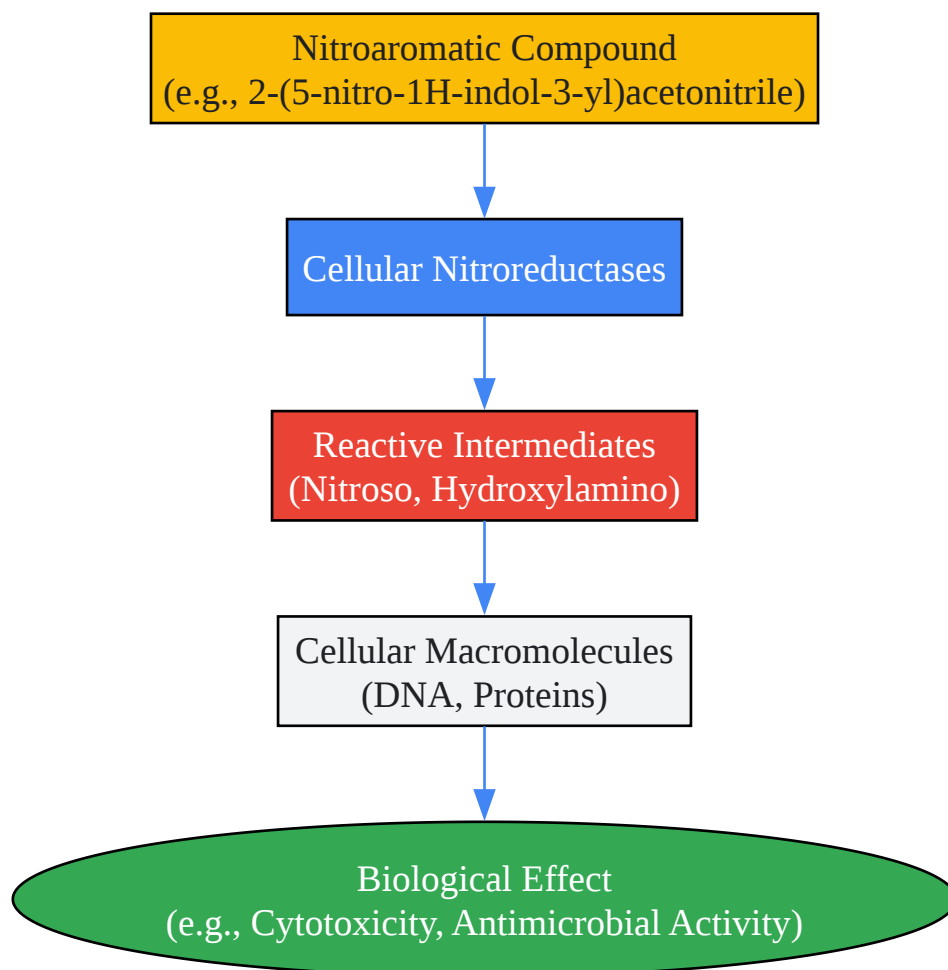 Nitroaromatic Compound
(e.g., 2-(5-nitro-1H-indol-3-yl)acetonitrile)
Cellular Nitroreductases
Reactive Intermediates
(Nitroso, Hydroxylamino)
Cellular Macromolecules
(DNA, Proteins)
Biological Effect
(e.g., Cytotoxicity, Antimicrobial Activity)